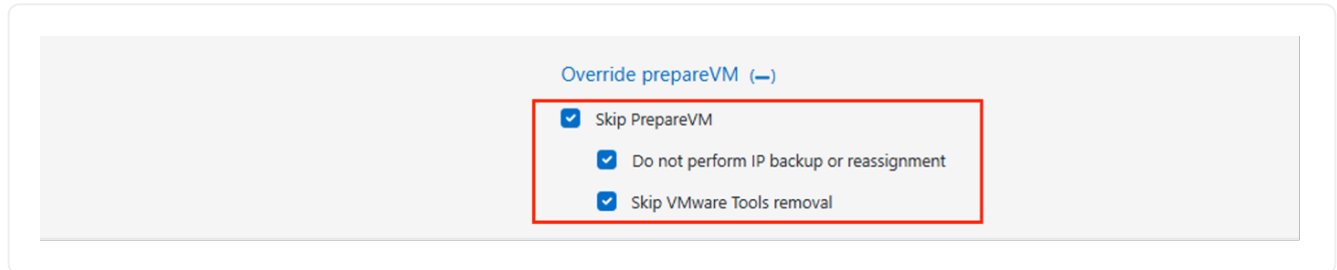 Override prepareVM (—)
Skip PrepareVM
Do not perform IP backup or reassignment
Skip VMware Tools removal